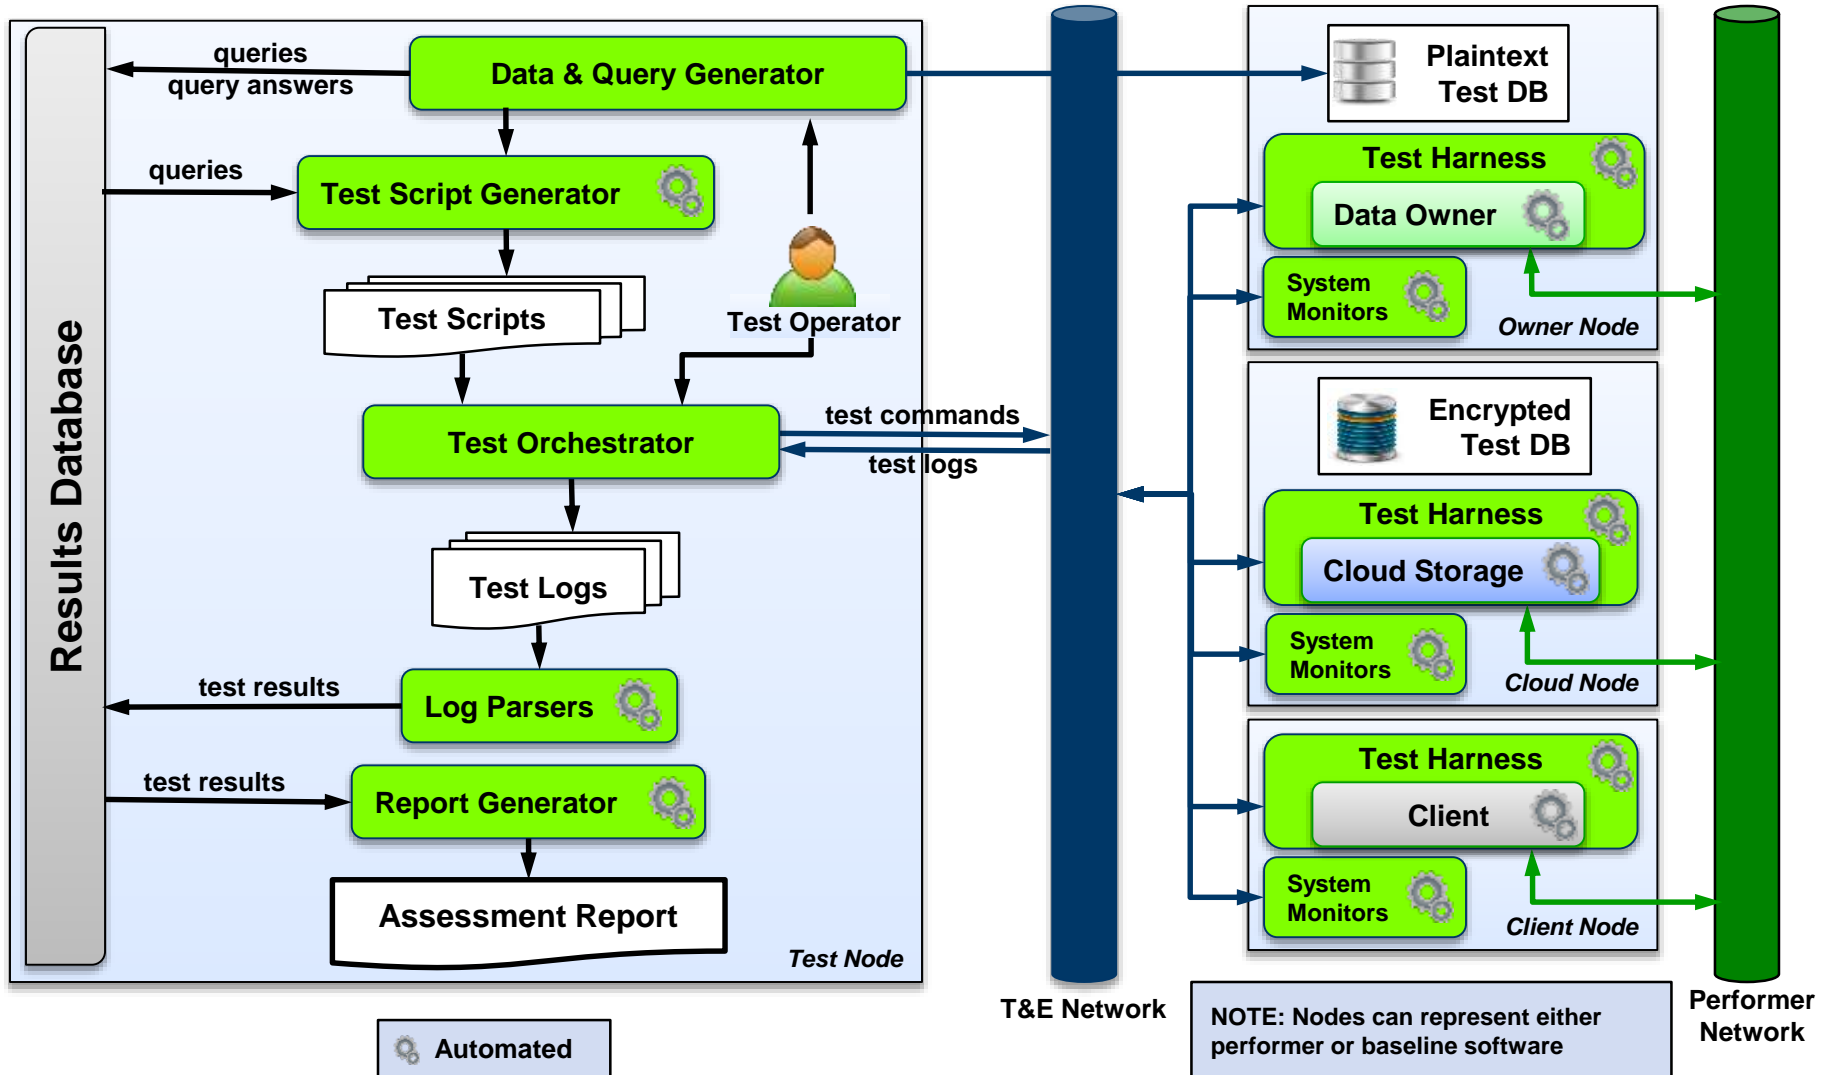 Results Database
queries
query answers
Data & Query Generator
queries
Test Script Generator
Test Scripts
Test Operator
Test Orchestrator
test commands
test logs
Test Logs
test results
Log Parsers
test results
Report Generator
Assessment Report
Test Node
Automated
T&E Network
Plaintext
Test DB
Test Harness
Data Owner
System
Monitors
Owner Node
Encrypted
Test DB
Test Harness
Cloud Storage
System
Monitors
Cloud Node
Test Harness
Client
System
Monitors
Client Node
NOTE: Nodes can represent either
performer or baseline software
Performer
Network